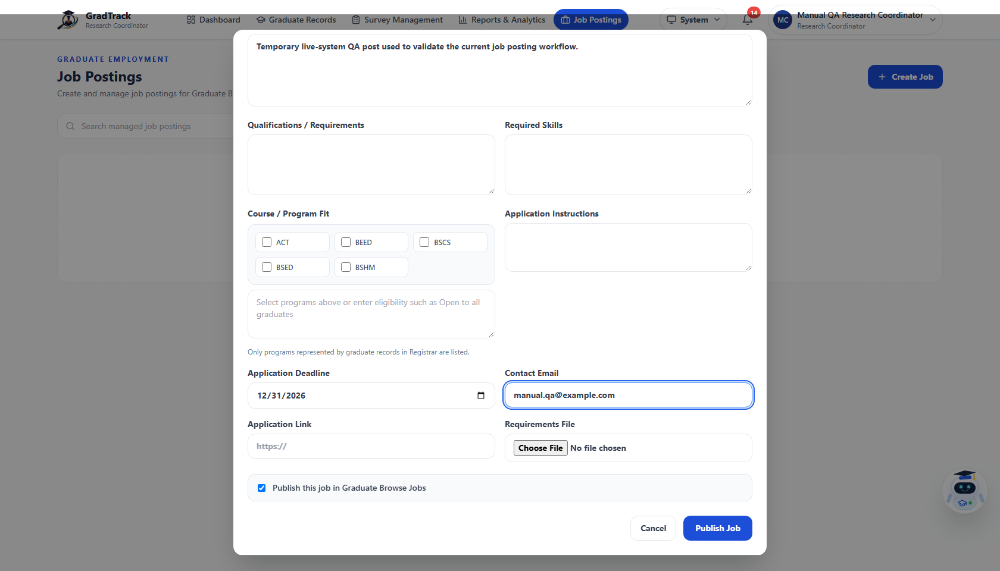 GradTrack
Research Coordinator
Dashboard
Graduate Records
Survey Management
Reports & Analytics
Job Postings
System
14
MC
Manual QA Research Coordinator
Research Coordinator
GRADUATE EMPLOYMENT
Job Postings
Create and manage job postings for Graduate B
Create Job
Search managed job postings
Temporary live-system QA post used to validate the current job posting workflow.
Qualifications / Requirements
Required Skills
Course / Program Fit
Application Instructions
ACT
BEED
BSCS
BSED
BSHM
Select programs above or enter eligibility such as Open to all
graduates
Only programs represented by graduate records in Registrar are listed.
Application Deadline
Contact Email
12/31/2026
manual.qa@example.com
Application Link
Requirements File
https://
Choose File No file chosen
Publish this job in Graduate Browse Jobs
Cancel
Publish Job